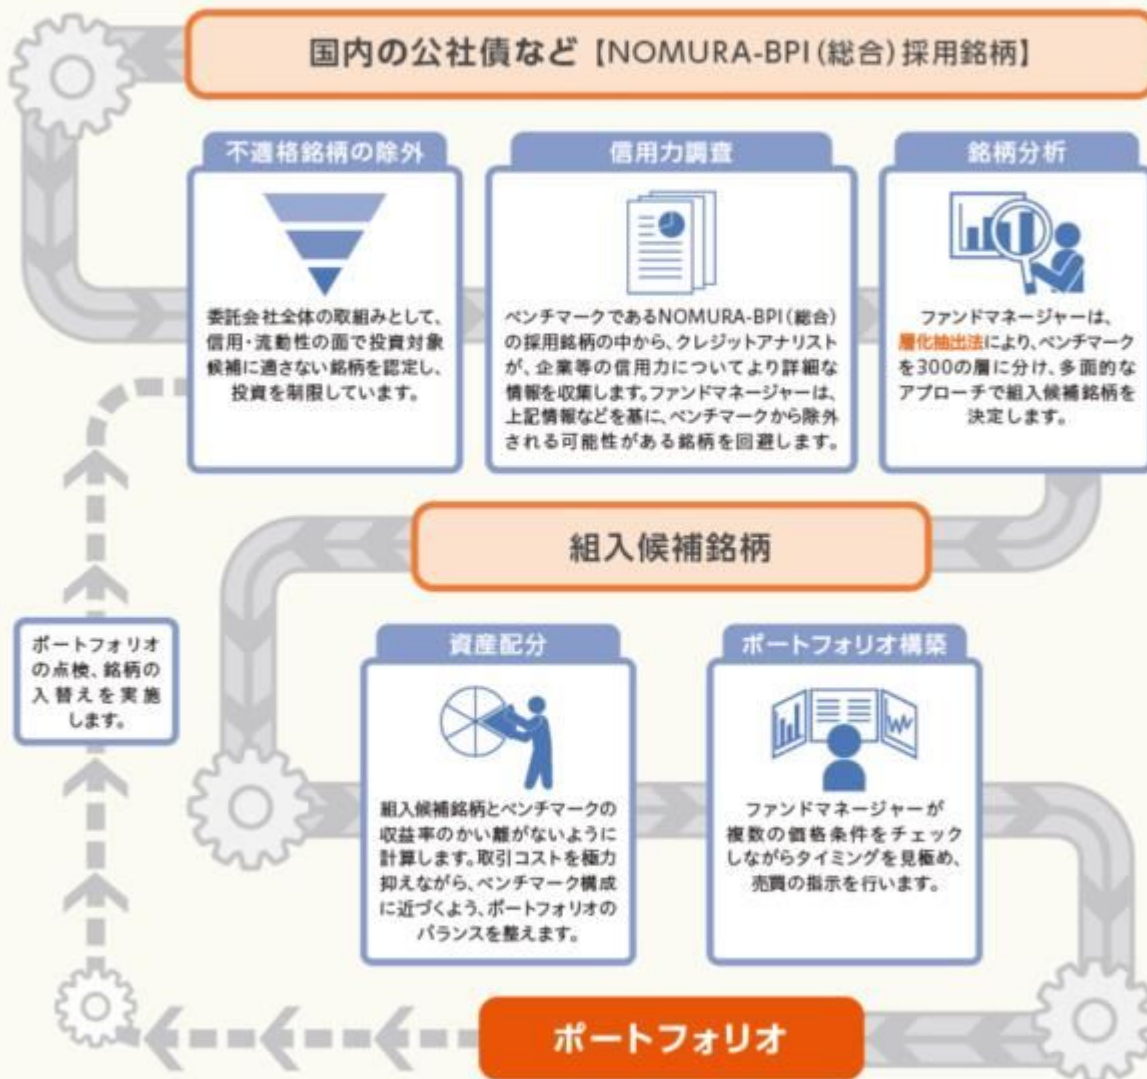 国内の公社債など【NOMURA-BPI(総合)採用銘柄】
不適格銘柄の除外
委託会社全体の取組みとして、
信用・流動性の面で投資対象
候補に適さない銘柄を認定し、
投資を制限しています。
信用力調査
ベンチマークであるNOMURA-BPI(総合)
の採用銘柄の中から、クレジットアナリスト
が、企業等の信用力についてより詳細な
情報を収集します。ファンドマネージャーは、
上記情報などを基に、ベンチマークから除外
される可能性がある銘柄を回避します。
銘柄分析
ファンドマネージャーは、
層化抽出法により、ベンチマーク
を300の層に分け、多面的な
アプローチで組入候補銘柄を
決定します。
組入候補銘柄
ポートフォリオ
の点検、銘柄の
入替えを実施
します。
資産配分
組入候補銘柄とベンチマークの
収益率のかい離がないように
計算します。取引コストを極力
抑えながら、ベンチマーク構成
に近づくよう、ポートフォリオの
バランスを整えます。
ポートフォリオ構築
ファンドマネージャーが
複数の価格条件をチェック
しながらタイミングを見極め、
売買の指示を行います。
ポートフォリオ